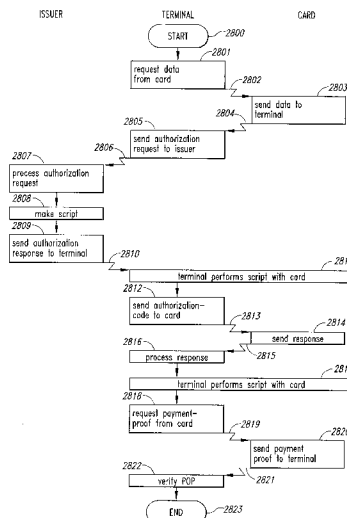 ISSUER TERMINAL CARD
START 2800
2801
request data
from card
2802
2803
send data to
terminal
2804
2805
send authorization
request to issuer
2806
2807
process authorization
request
2808
make script
2809
send authorization
response to terminal
2810
281
terminal performs script with card
2812
send authorization-
code to card
2813
2814
send response
2815
2816
process response
281
terminal performs script with card
2818
request payment-
proof from card
2819
2820
send payment
proof to terminal
2821
2822
verify POP
END 2823